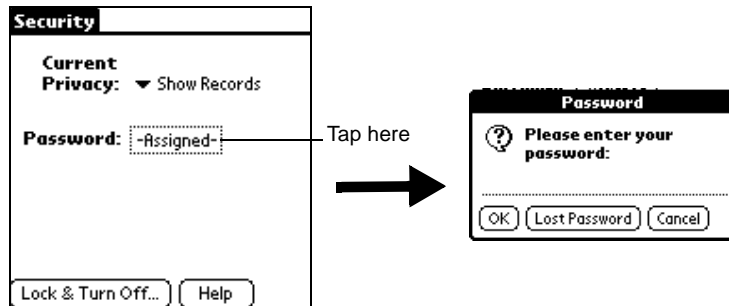 Security
Current
Privacy: Show Records
Password: -Assigned-
Tap here
Lock & Turn Off... Help
Password
Please enter your
password:
OK Lost Password Cancel